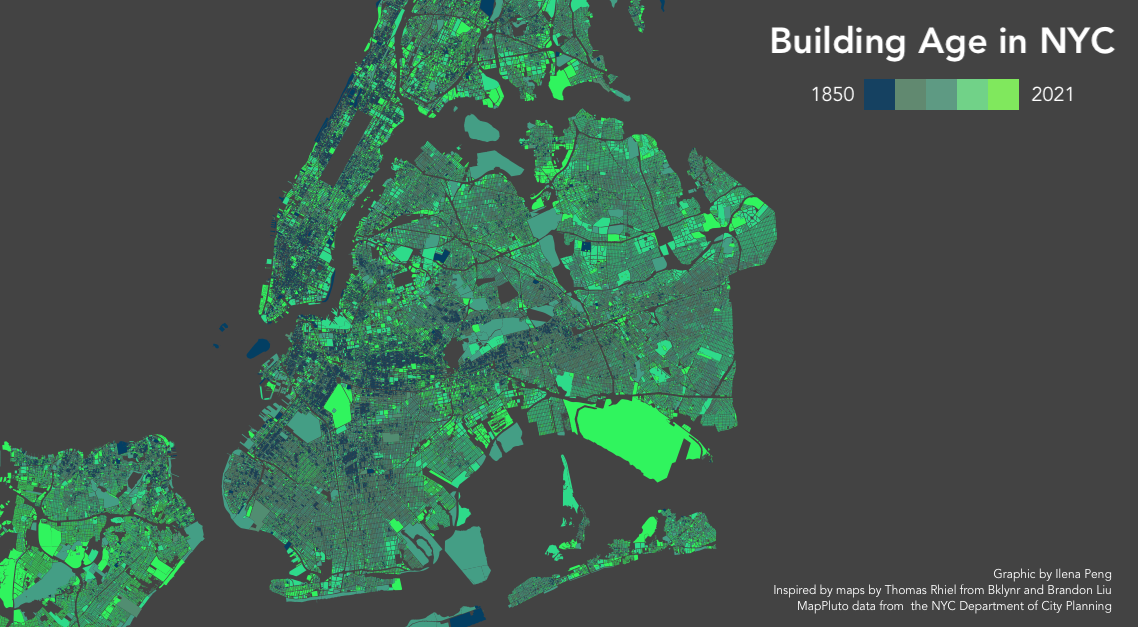 Building Age in NYC
1850 2021
Graphic by Ilena Peng
Inspired by maps by Thomas Rhiel from Bklynr and Brandon Liu
MapPluto data from the NYC Department of City Planning